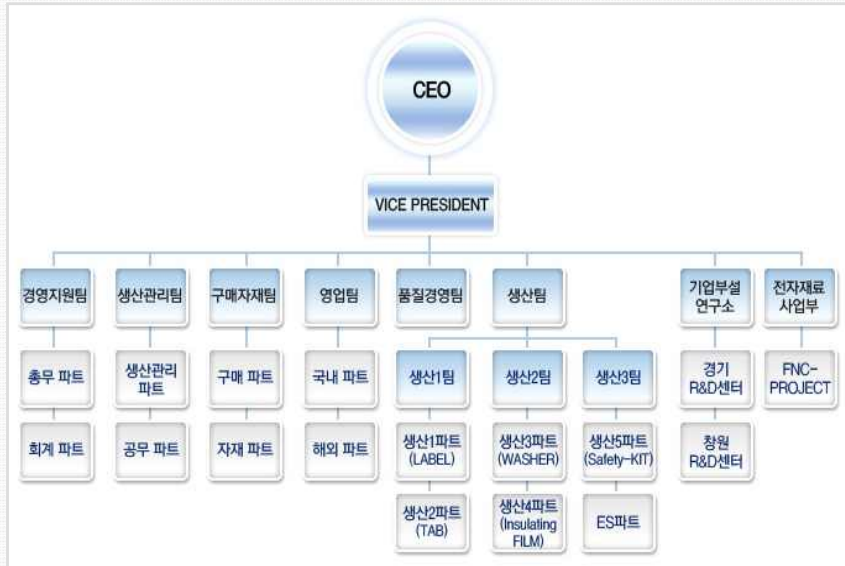 CEO
VICE PRESIDENT
경영지원팀
생산관리팀
구매자재팀
영업팀
품질경영팀
생산팀
기업부설
연구소
전자재료
사업부
총무 파트
생산관리
파트
구매 파트
국내 파트
생산1팀
생산2팀
생산3팀
경기
R&D센터
FNC-
PROJECT
회계 파트
공무 파트
자재 파트
해외 파트
생산1파트
(LABEL)
생산3파트
(WASHER)
생산5파트
(Safety-KIT)
창원
R&D센터
생산2파트
(TAB)
생산4파트
(Insulating
FILM)
ES파트